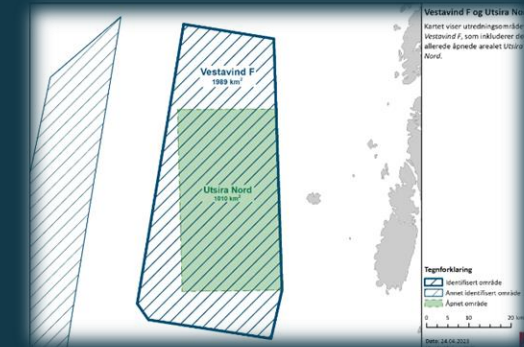 Vestavind F og Utsira No
Kartet viser utredningsområde
Vestavind F, som inkluderer de
allerede åpnede arealet Utsira
Nord.
Vestavind F
1989 km²
Utsira Nord
1010 km²
Tegnforklaring
Identifisert område
Annet identifisert område
Åpnet område
0 5 10 20 km
Dato: 24.04.2023